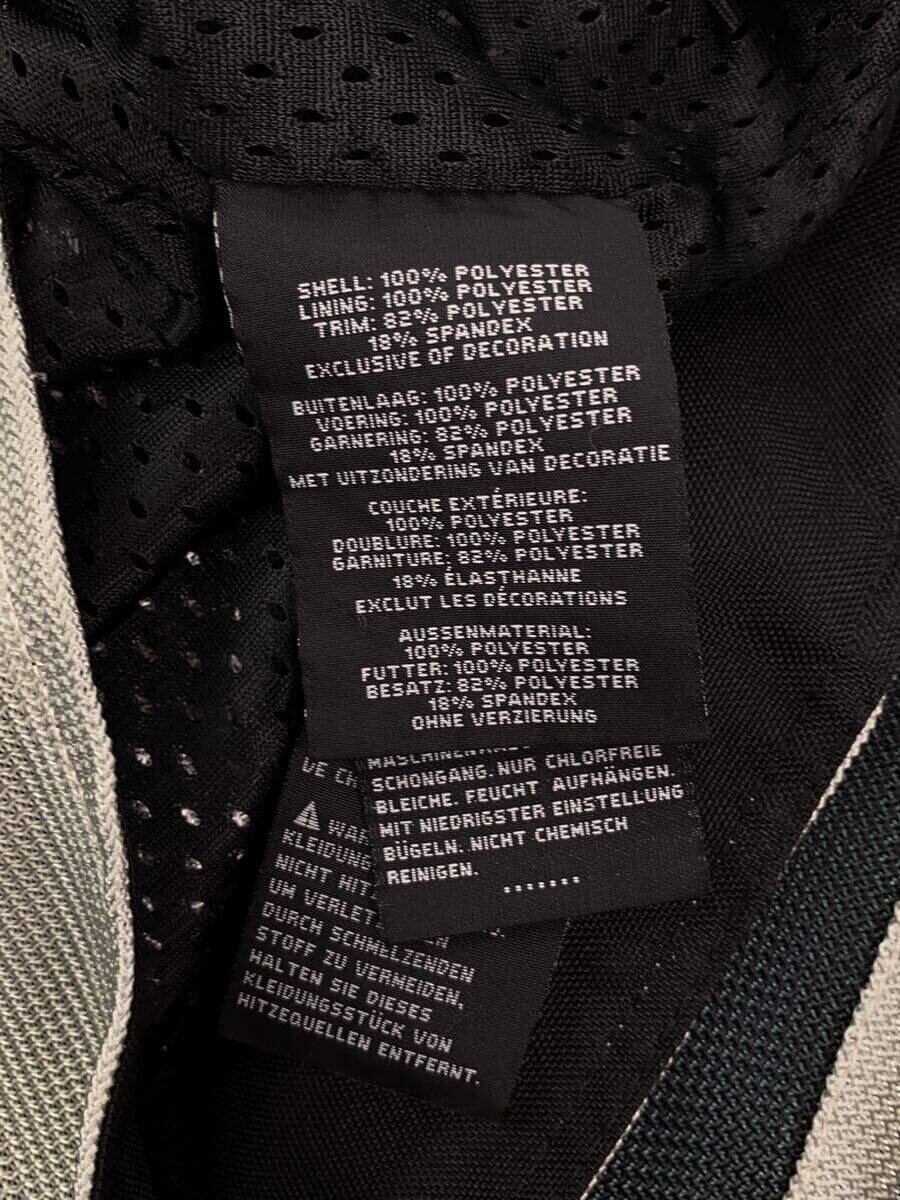 SHELL: 100% POLYESTER
LINING: 100% POLYESTER
TRIM: 82% POLYESTER
18% SPANDEX
EXCLUSIVE OF DECORATION
BUITENLAAG: 100% POLYESTER
VOERING: 100% POLYESTER
GARNERING: 82% POLYESTER
18% SPANDEX
MET UITZONDERING VAN DECORATIE
COUCHE EXTÉRIEURE:
100% POLYESTER
DOUBLURE: 100% POLYESTER
GARNITURE: 82% POLYESTER
18% ÉLASTHANNE
EXCLUT LES DÉCORATIONS
AUSSENMATERIAL:
100% POLYESTER
FUTTER: 100% POLYESTER
BESATZ: 82% POLYESTER
18% SPANDEX
OHNE VERZIERUNG
SCHONGANG. NUR CHLORFREIE
BLEICHE. FEUCHT AUFHÄNGEN.
MIT NIEDRIGSTER EINSTELLUNG
BÜGELN. NICHT CHEMISCH
REINIGEN.
.......
DE
NICHT
UM
DURCH SCHMELZENDEN
STOFF ZU VERMEIDEN.
HALTEN SIE DIESES
KLEIDUNGSSTÜCK VON
HITZEQUELLEN ENTFERNT.